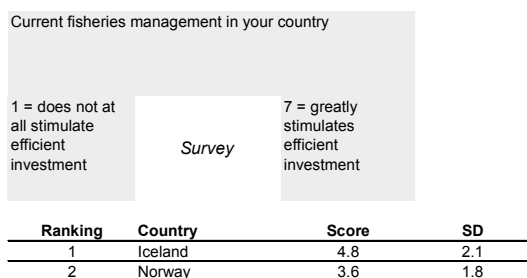 Current fisheries management in your country
1 = does not at
all stimulate
efficient
investment
Survey
7 = greatly
stimulates
efficient
investment
Ranking Country Score SD
1 Iceland 4.8 2.1
2 Norway 3.6 1.8